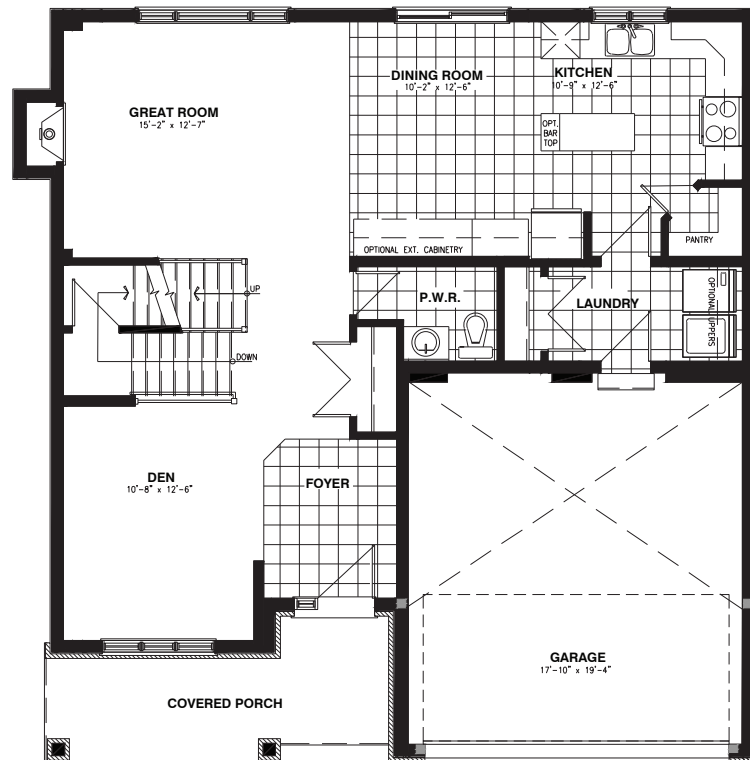 DINING ROOM
10'-2" x 12'-6"
KITCHEN
10'-9" x 12'-6"
GREAT ROOM
15'-2" x 12'-7"
OPT.
BAR
TOP
PANTRY
OPTIONAL EXT. CABINETRY
UP
P.W.R.
LAUNDRY
OPTIONAL UPPERS
DOWN
DEN
10'-8" x 12'-6"
FOYER
GARAGE
17'-10" x 19'-4"
COVERED PORCH